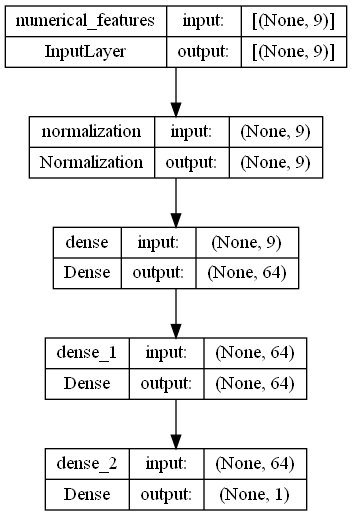 numerical_features input: [(None, 9)]
InputLayer output: [(None, 9)]
normalization input: (None, 9)
Normalization output: (None, 9)
dense input: (None, 9)
Dense output: (None, 64)
dense_1 input: (None, 64)
Dense output: (None, 64)
dense_2 input: (None, 64)
Dense output: (None, 1)